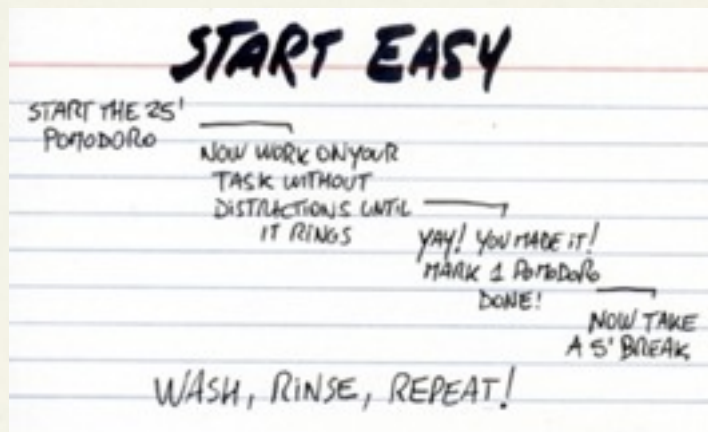 START EASY
START THE 25'
POMODORO
NOW WORK ON YOUR
TASK WITHOUT
DISTRACTIONS UNTIL
IT RINGS
YAY! YOU MADE IT!
MARK 1 POMODORO
DONE!
NOW TAKE
A 5' BREAK
WASH, RINSE, REPEAT!